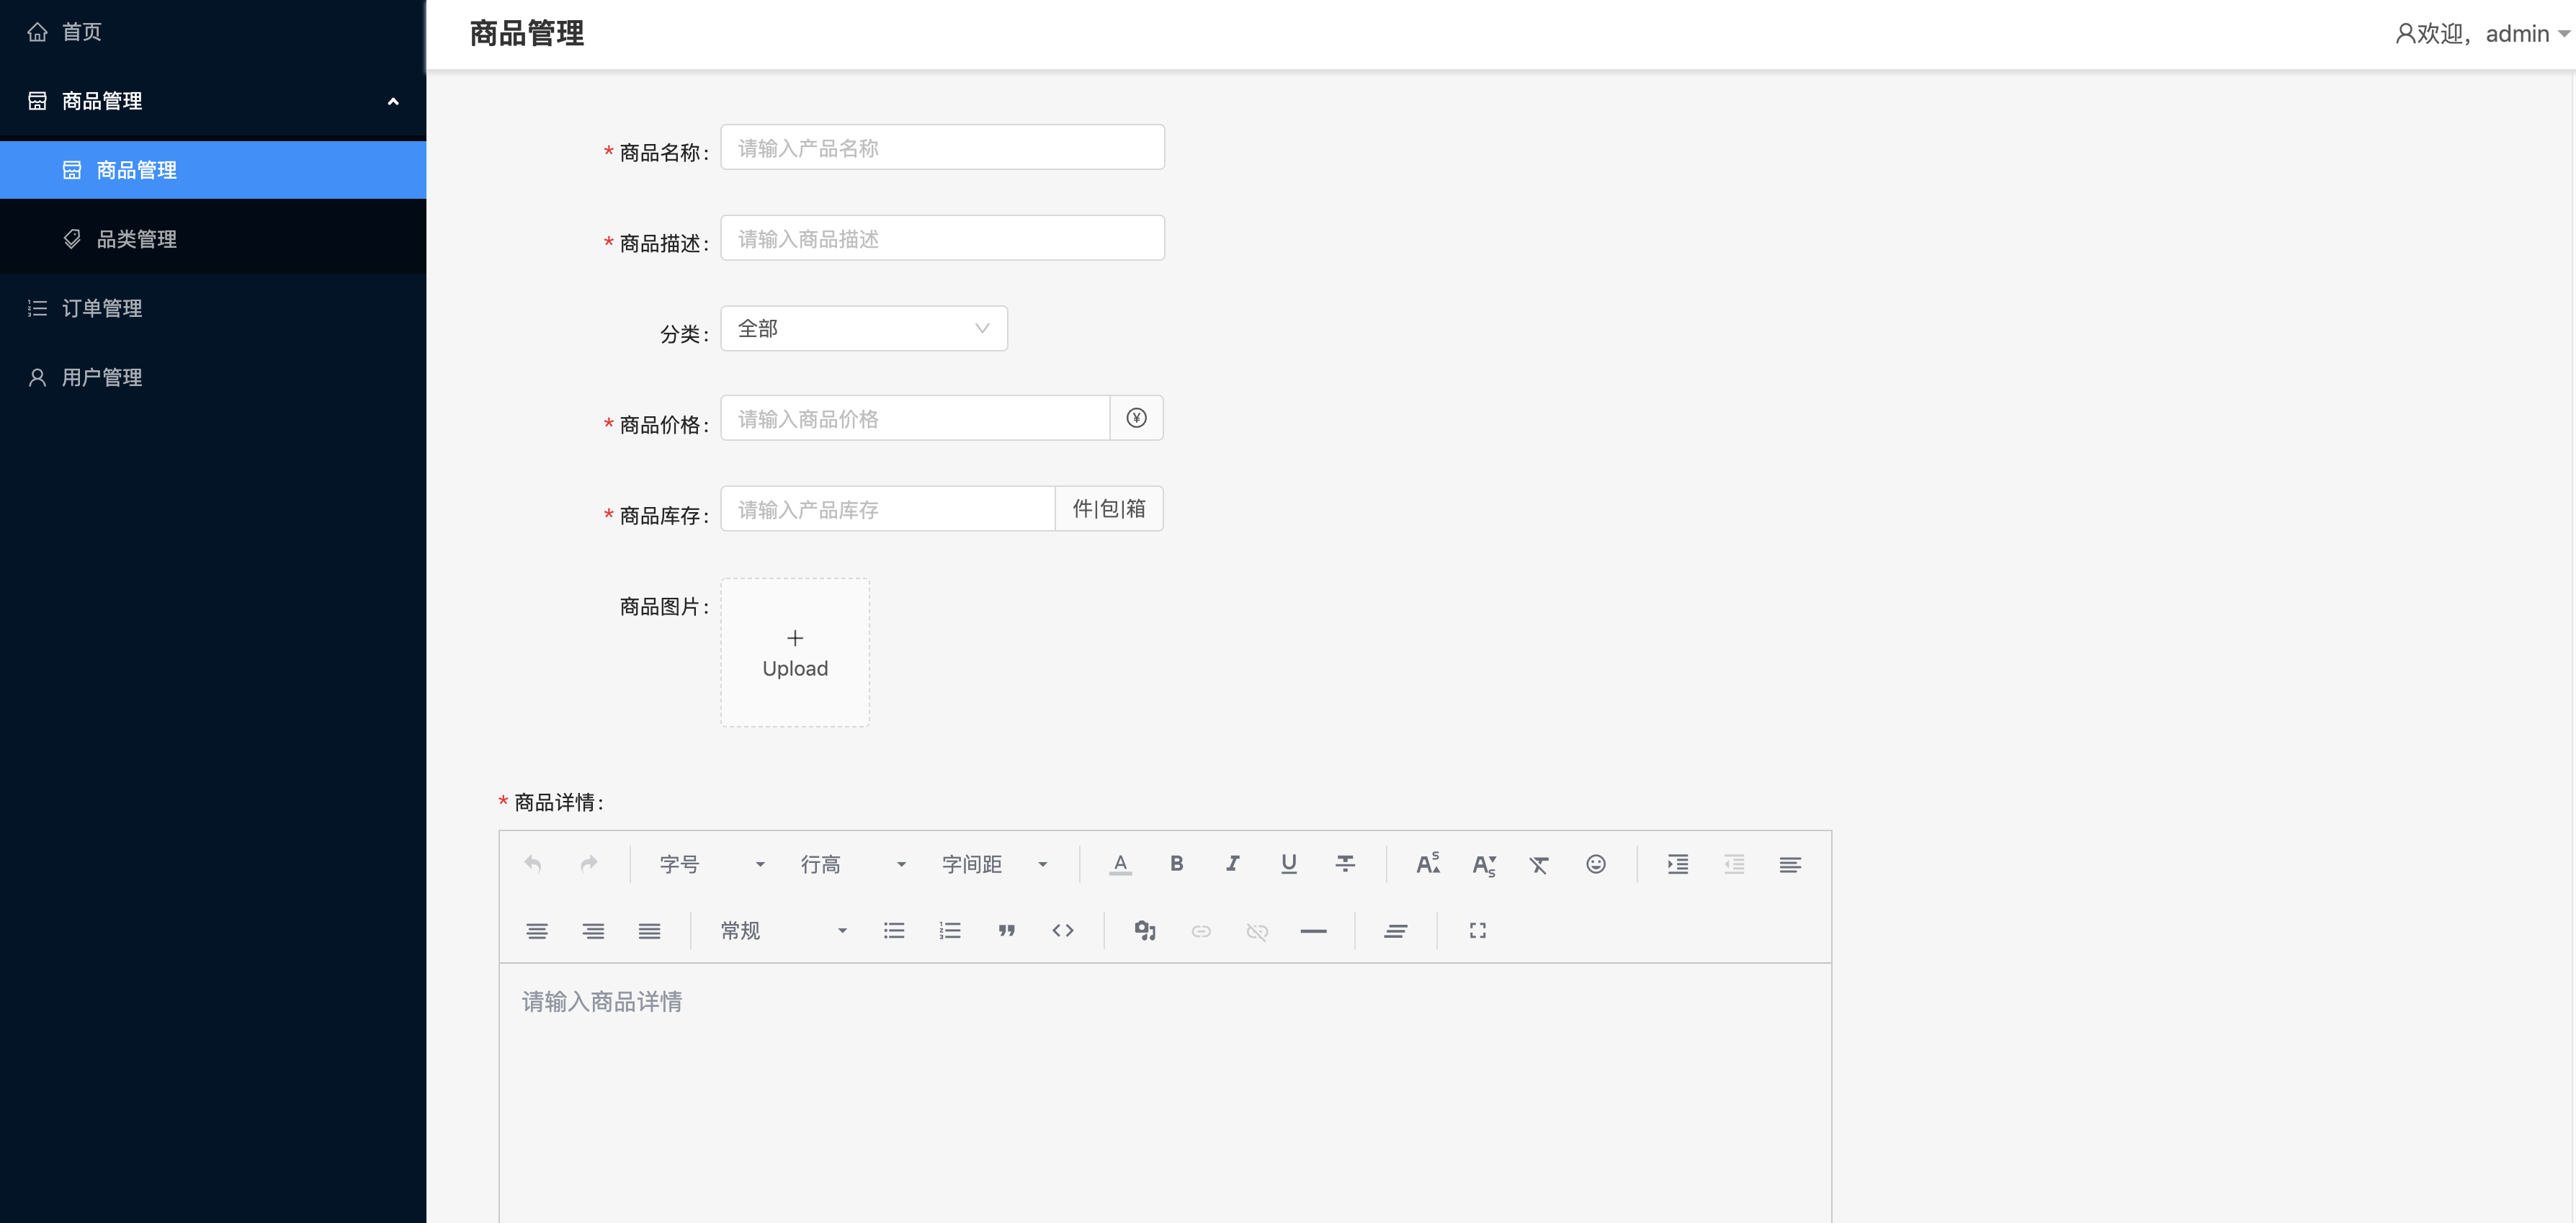 首页
商品管理
商品管理
品类管理
订单管理
用户管理
商品管理
欢迎，admin
* 商品名称：
请输入产品名称
* 商品描述：
请输入商品描述
分类：
全部
* 商品价格：
请输入商品价格
¥
* 商品库存：
请输入产品库存
件|包|箱
商品图片：
+
Upload
* 商品详情：
字号 行高 字间距
常规
请输入商品详情